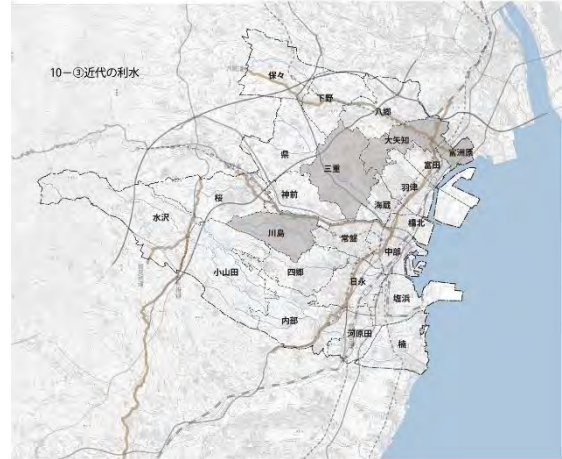 10－③近代の利水
保々
下野
八郷
大矢知
富洲原
富田
県
三重
羽津
桜
神前
海蔵
水沢
橋北
川島
常盤
中部
小山田
四郷
日永
塩浜
内部
河原田
楠